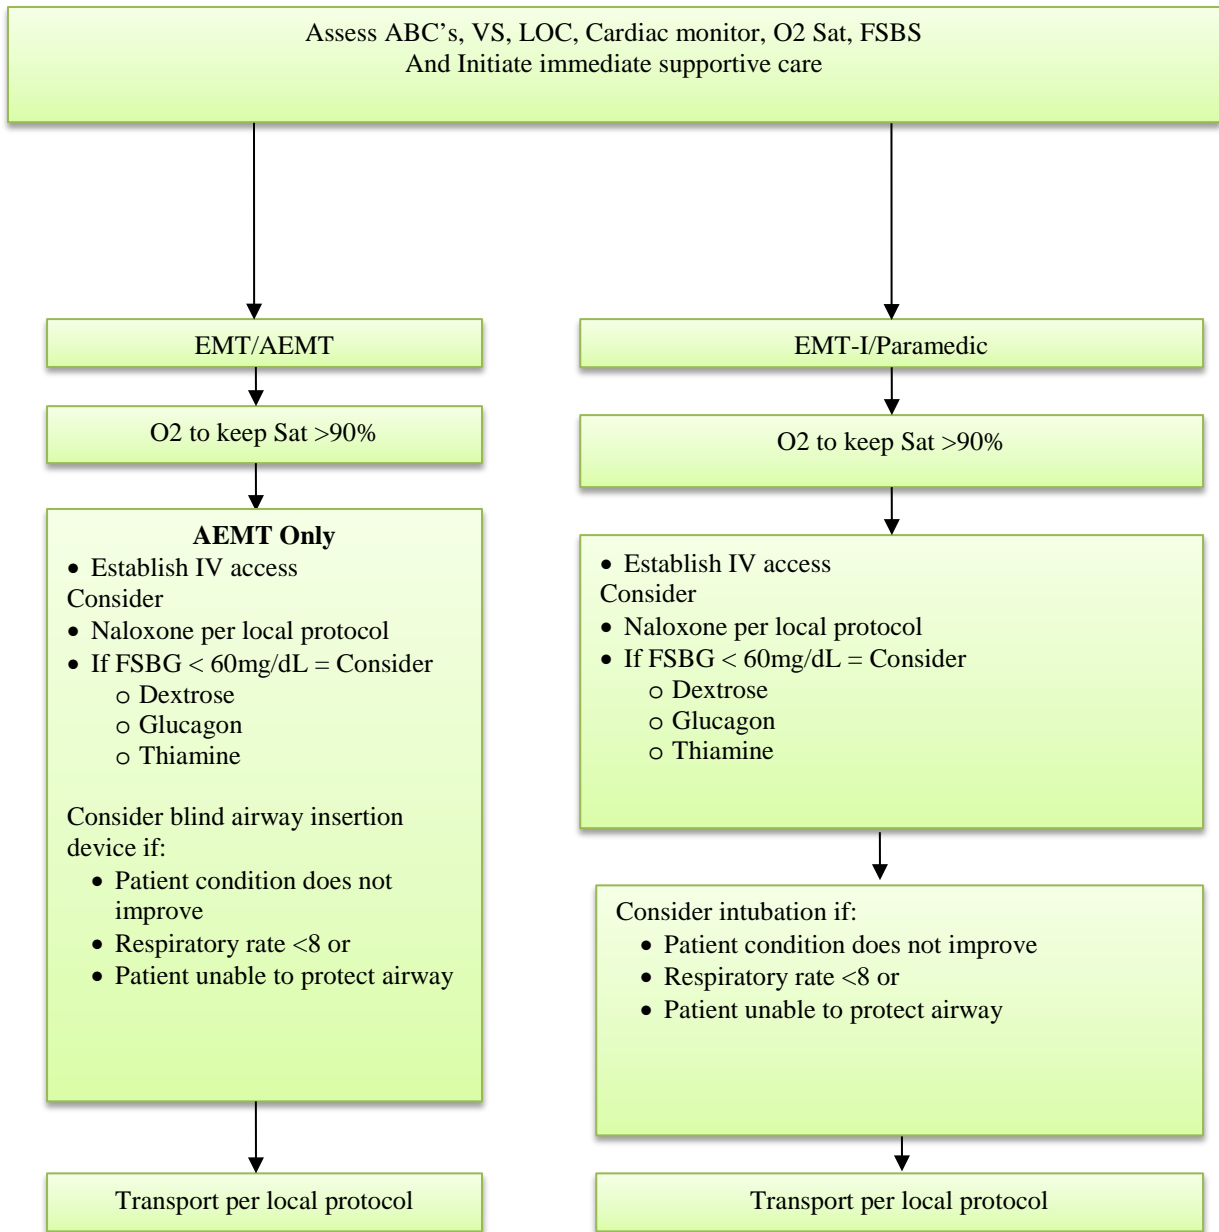 Assess ABC’s, VS, LOC, Cardiac monitor, O2 Sat, FSBS
And Initiate immediate supportive care
EMT/AEMT
O2 to keep Sat >90%
AEMT Only
• Establish IV access
Consider
• Naloxone per local protocol
• If FSBG < 60mg/dL = Consider
o Dextrose
o Glucagon
o Thiamine
Consider blind airway insertion
device if:
• Patient condition does not
improve
• Respiratory rate <8 or
• Patient unable to protect airway
Transport per local protocol
EMT-I/Paramedic
O2 to keep Sat >90%
• Establish IV access
Consider
• Naloxone per local protocol
• If FSBG < 60mg/dL = Consider
o Dextrose
o Glucagon
o Thiamine
Consider intubation if:
• Patient condition does not improve
• Respiratory rate <8 or
• Patient unable to protect airway
Transport per local protocol